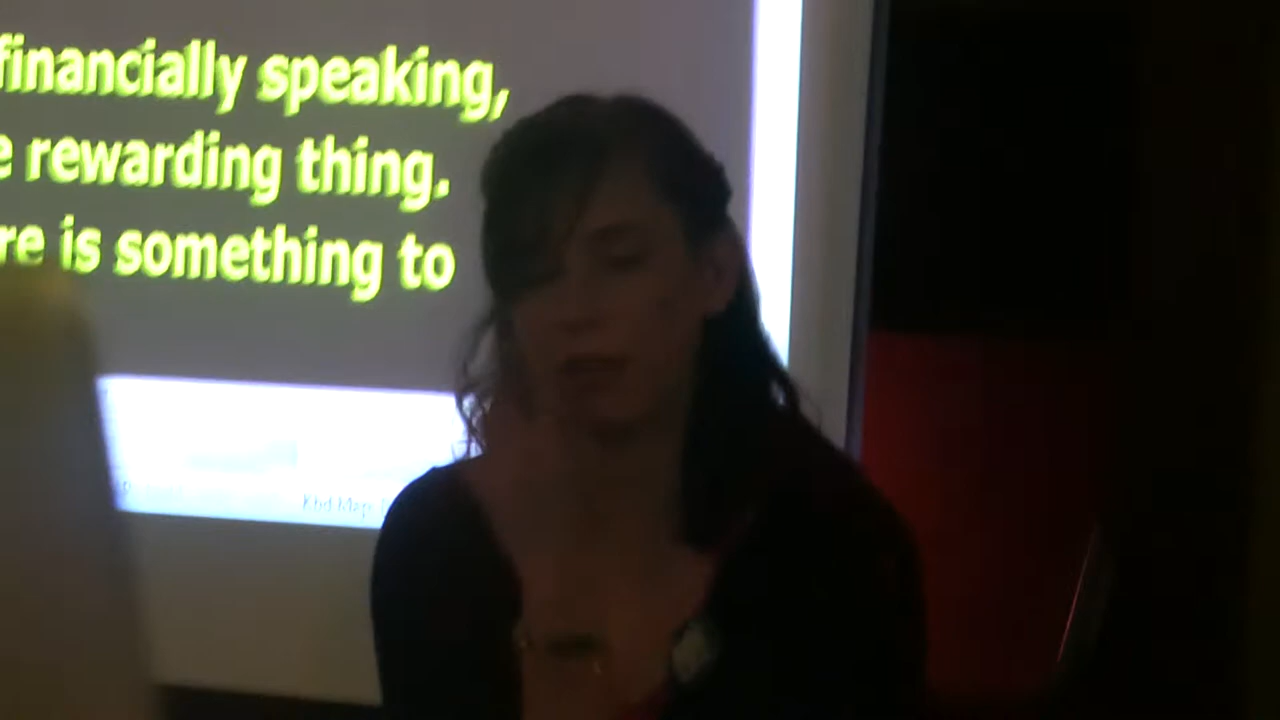 financially speaking,
rewarding thing.
is something to